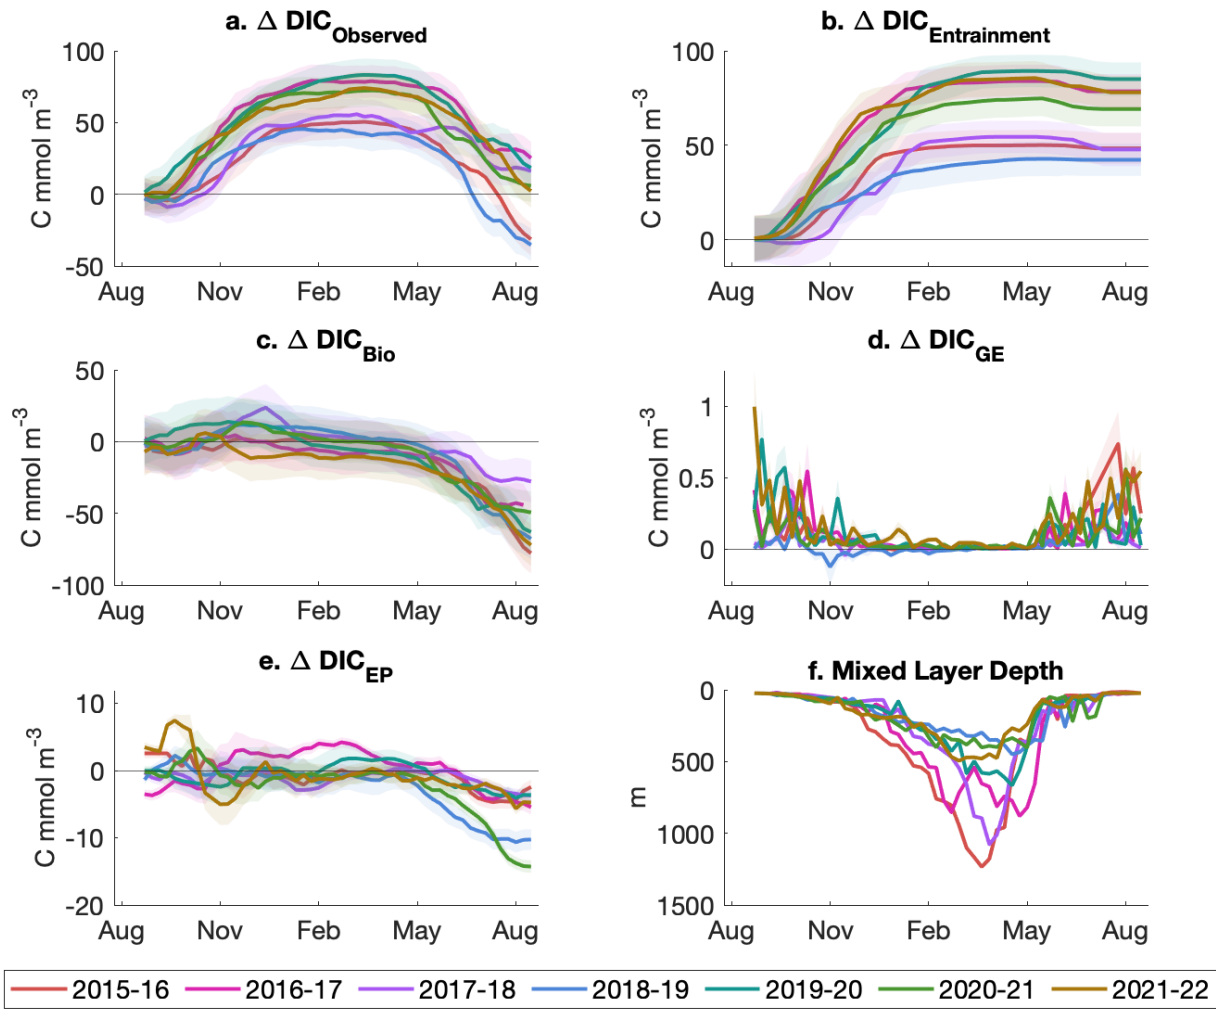 a. Δ DIC_Observed
C mmol m⁻³
100
50
0
-50
Aug Nov Feb May Aug
b. Δ DIC_Entrainment
C mmol m⁻³
100
50
0
Aug Nov Feb May Aug
c. Δ DIC_Bio
C mmol m⁻³
50
0
-50
-100
Aug Nov Feb May Aug
d. Δ DIC_GE
C mmol m⁻³
1
0.5
0
Aug Nov Feb May Aug
e. Δ DIC_EP
C mmol m⁻³
10
0
-10
-20
Aug Nov Feb May Aug
f. Mixed Layer Depth
m
0
500
1000
1500
Aug Nov Feb May Aug
2015-16 2016-17 2017-18 2018-19 2019-20 2020-21 2021-22